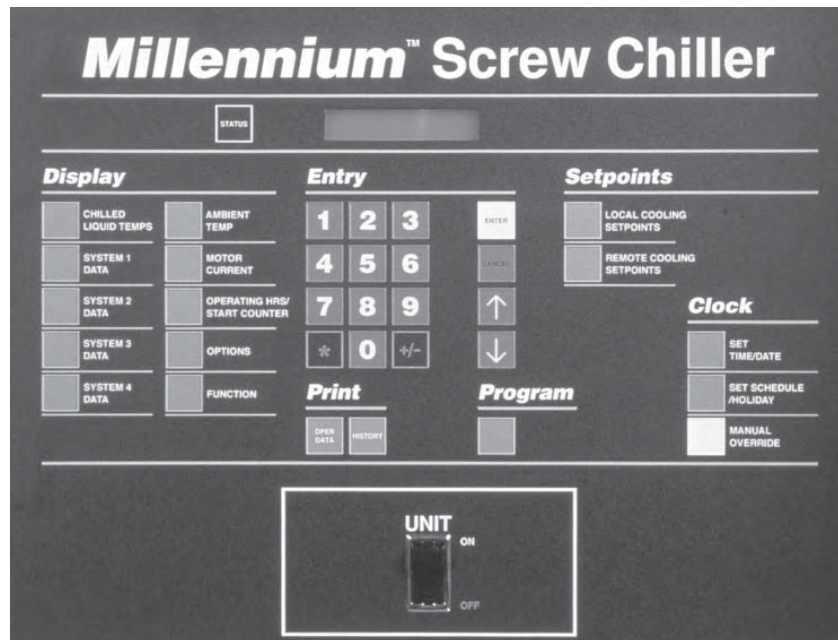 Millennium™ Screw Chiller
STATUS
Display
CHILLED
LIQUID TEMPS
AMBIENT
TEMP
SYSTEM 1
DATA
MOTOR
CURRENT
SYSTEM 2
DATA
OPERATING HRS/
START COUNTER
SYSTEM 3
DATA
OPTIONS
SYSTEM 4
DATA
FUNCTION
Entry
1 2 3 ENTER
4 5 6 CANCEL
7 8 9 ↑
* 0 +/- ↓
Print
OPER
DATA
HISTORY
Program
Setpoints
LOCAL COOLING
SETPOINTS
REMOTE COOLING
SETPOINTS
Clock
SET
TIME/DATE
SET SCHEDULE
/HOLIDAY
MANUAL
OVERRIDE
UNIT
ON
OFF